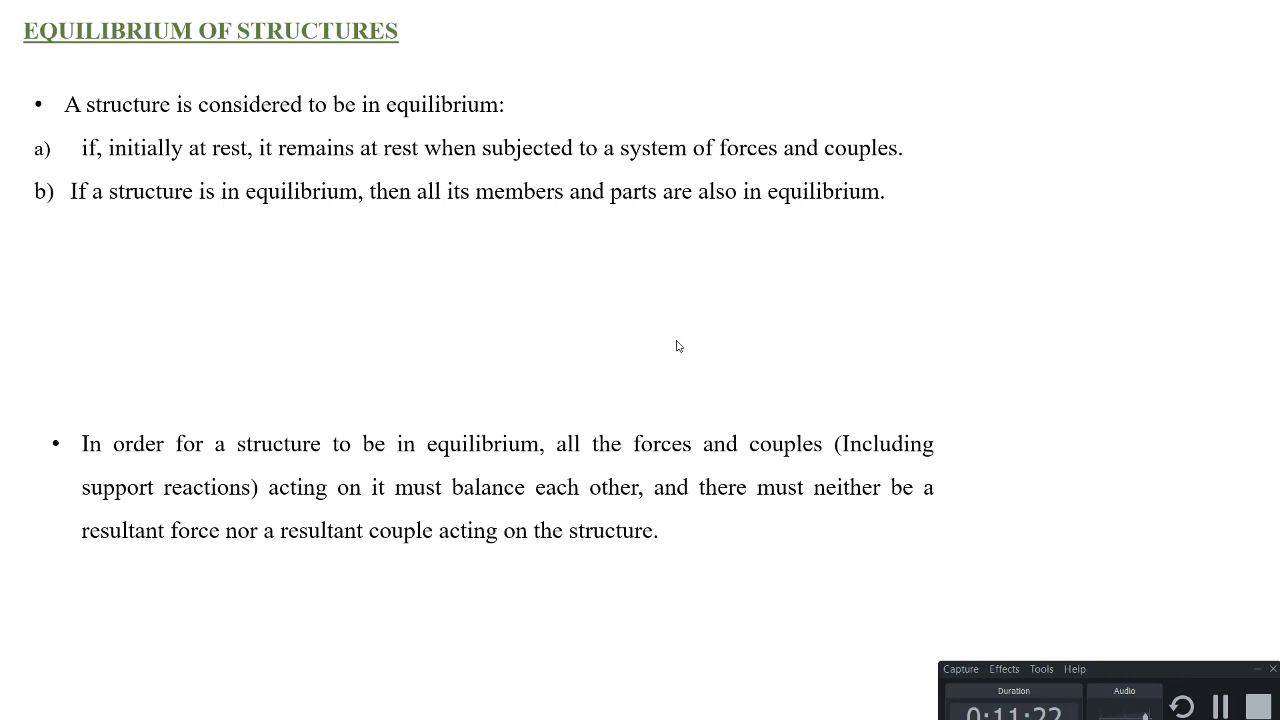 EQUILIBRIUM OF STRUCTURES
• A structure is considered to be in equilibrium:
a) if, initially at rest, it remains at rest when subjected to a system of forces and couples.
b) If a structure is in equilibrium, then all its members and parts are also in equilibrium.
• In order for a structure to be in equilibrium, all the forces and couples (Including
support reactions) acting on it must balance each other, and there must neither be a
resultant force nor a resultant couple acting on the structure.
Capture Effects Tools Help
Duration Audio
0:11:22